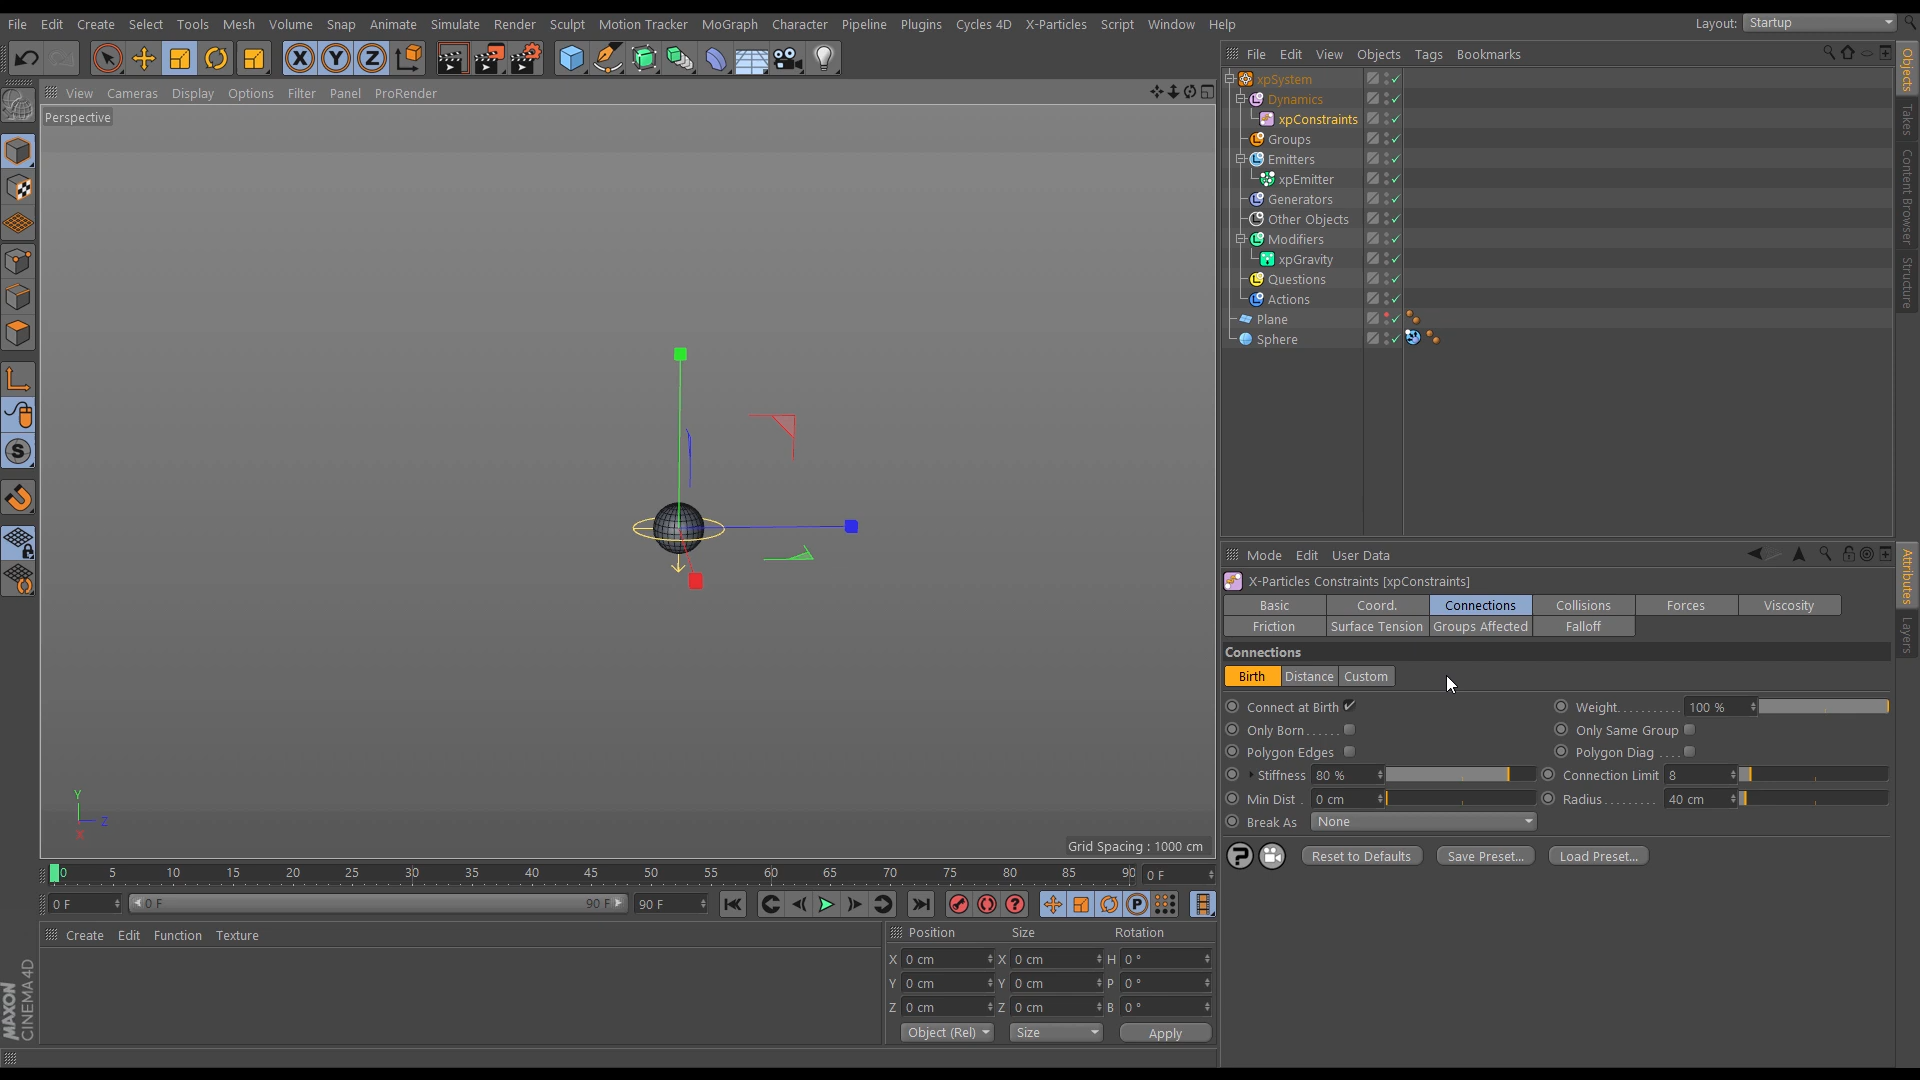 File Edit Create Select Tools Mesh Volume Snap Animate Simulate Render Sculpt Motion Tracker MoGraph Character Pipeline Plugins Cycles 4D X-Particles Script Window Help Layout: Startup
X Y Z
File Edit View Objects Tags Bookmarks
View Cameras Display Options Filter Panel ProRender
Perspective
xpSystem
Dynamics
xpConstraints
Groups
Emitters
xpEmitter
Generators
Other Objects
Modifiers
xpGravity
Questions
Actions
Plane
Sphere
Objects
Takes
Content Browser
Structure
Mode Edit User Data
X-Particles Constraints [xpConstraints]
Basic Coord. Connections Collisions Forces Viscosity
Friction Surface Tension Groups Affected Falloff
Connections
Birth Distance Custom
Connect at Birth Weight........... 100 %
Only Born...... Only Same Group
Polygon Edges Polygon Diag ....
Stiffness 80 % Connection Limit 8
Min Dist . 0 cm Radius......... 40 cm
Break As None
Reset to Defaults Save Preset... Load Preset...
Attributes
Layers
Y
Z
X
Grid Spacing : 1000 cm
0 5 10 15 20 25 30 35 40 45 50 55 60 65 70 75 80 85 90 0 F
0 F 0 F 90 F 90 F
P
Create Edit Function Texture
Position Size Rotation
X 0 cm X 0 cm H 0 °
Y 0 cm Y 0 cm P 0 °
Z 0 cm Z 0 cm B 0 °
Object (Rel) Size Apply
MAXON
CINEMA 4D